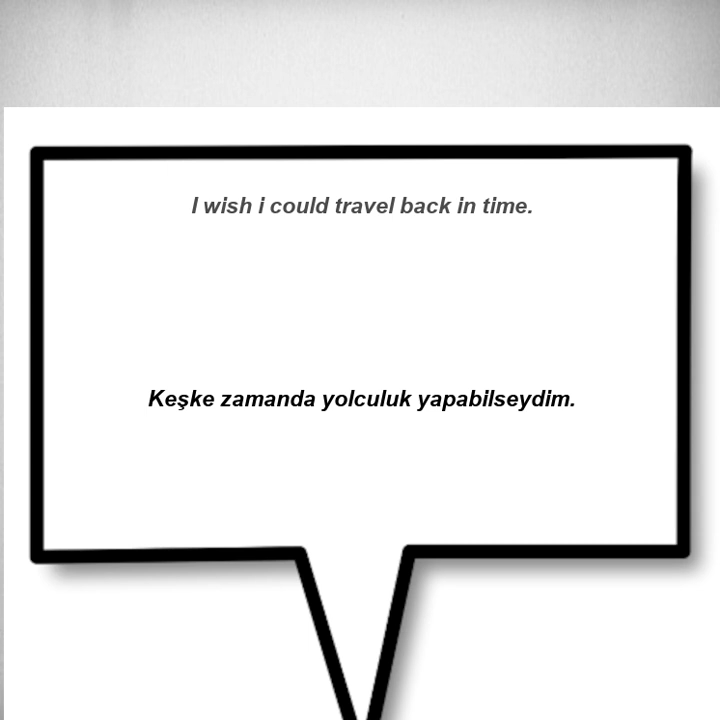 I wish i could travel back in time.
Keşke zamanda yolculuk yapabilseydim.